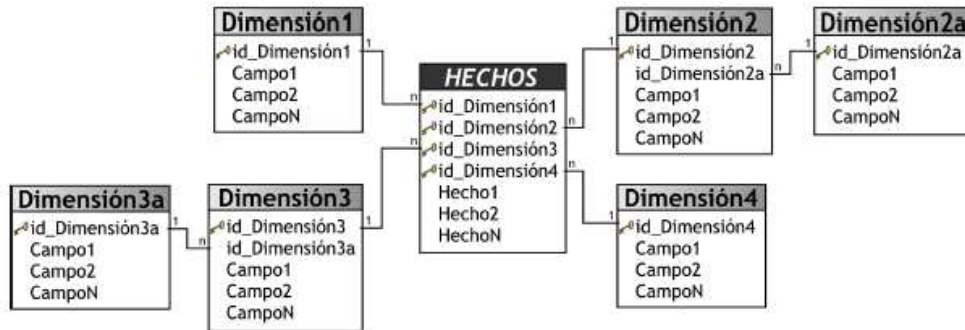 Dimensión1
id_Dimensión1
Campo1
Campo2
CampoN
1
n
HECHOS
id_Dimensión1
id_Dimensión2
id_Dimensión3
id_Dimensión4
Hecho1
Hecho2
HechoN
n
n
n
Dimensión2
id_Dimensión2
id_Dimensión2a
Campo1
Campo2
CampoN
1
n
Dimensión2a
id_Dimensión2a
Campo1
Campo2
CampoN
1
Dimensión3a
id_Dimensión3a
Campo1
Campo2
CampoN
1
n
Dimensión3
id_Dimensión3
id_Dimensión3a
Campo1
Campo2
CampoN
1
Dimensión4
id_Dimensión4
Campo1
Campo2
CampoN
1